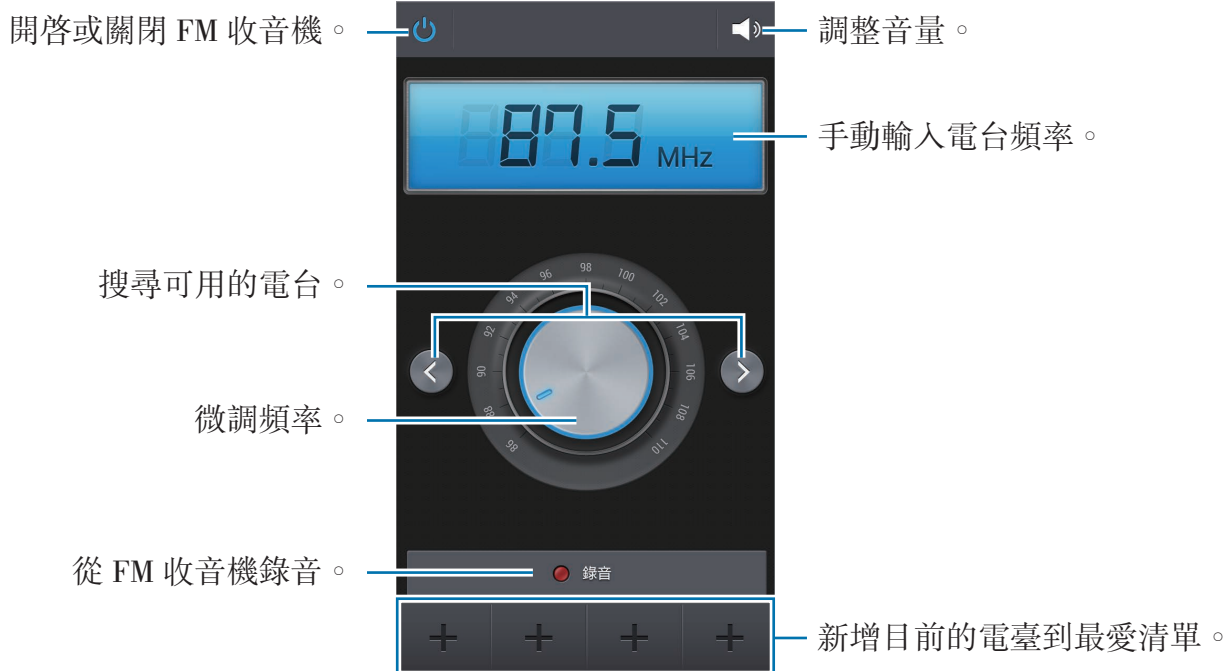 開啓或關閉 FM 收音機。
調整音量。
87.5 MHz
手動輸入電台頻率。
搜尋可用的電台。
86
88
90
92
94
96
98
100
102
104
106
108
110
微調頻率。
從 FM 收音機錄音。
錄音
新增目前的電臺到最愛清單。